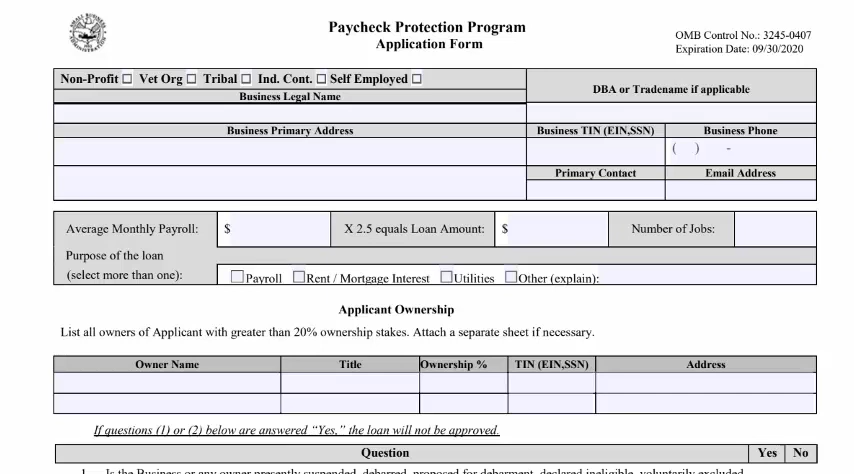 Paycheck Protection Program
Application Form
OMB Control No.: 3245-0407
Expiration Date: 09/30/2020
Non-Profit ☐ Vet Org ☐ Tribal ☐ Ind. Cont. ☐ Self Employed ☐
DBA or Tradename if applicable
Business Legal Name
Business Primary Address
Business TIN (EIN,SSN)
Business Phone
( ) -
Primary Contact
Email Address
Average Monthly Payroll: $
X 2.5 equals Loan Amount: $
Number of Jobs:
Purpose of the loan
(select more than one):
☐ Payroll ☐ Rent / Mortgage Interest ☐ Utilities ☐ Other (explain):
Applicant Ownership
List all owners of Applicant with greater than 20% ownership stakes. Attach a separate sheet if necessary.
Owner Name Title Ownership % TIN (EIN,SSN) Address
If questions (1) or (2) below are answered “Yes,” the loan will not be approved.
Question Yes No
1. Is the Business or any owner presently suspended, debarred, proposed for debarment, declared ineligible, voluntarily excluded